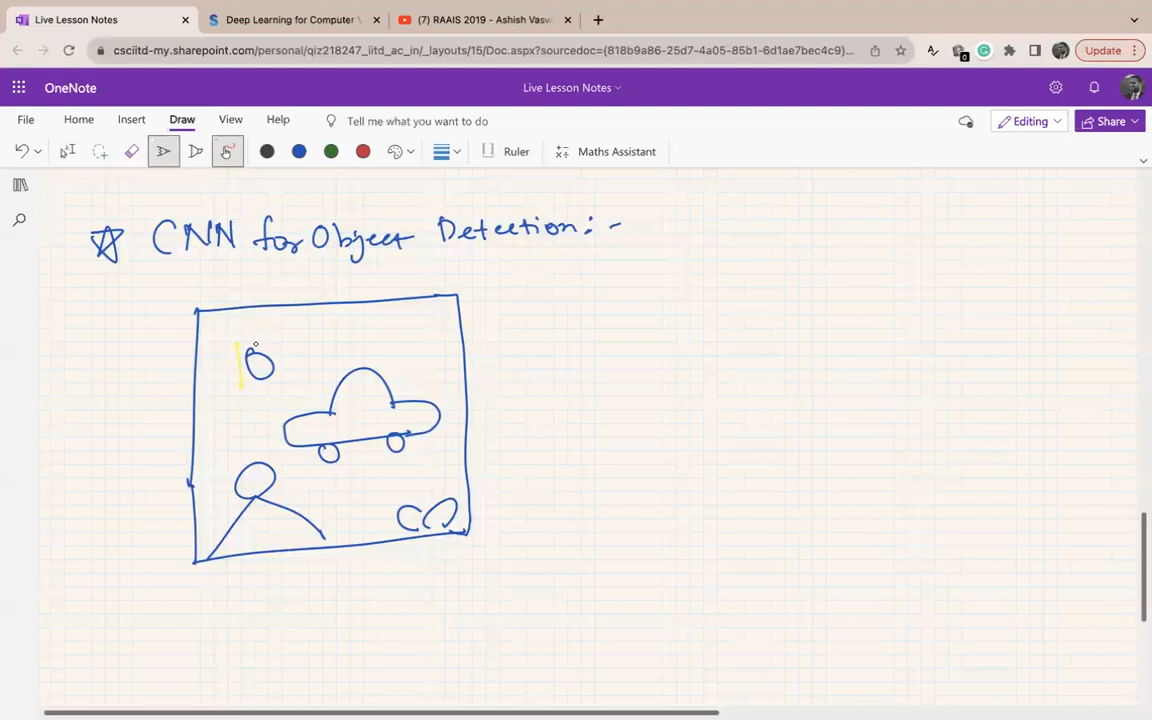 Live Lesson Notes
Deep Learning for Computer
(7) RAAIS 2019 - Ashish Vasw
csciitd-my.sharepoint.com/personal/qiz218247_iitd_ac_in/_layouts/15/Doc.aspx?sourcedoc={818b9a86-25d7-4a05-85b1-6d1ae7bec4c9}...
0
Update
OneNote
Live Lesson Notes
File
Home
Insert
Draw
View
Help
Tell me what you want to do
Editing
Share
Ruler
Maths Assistant
CNN for Object Detection:-